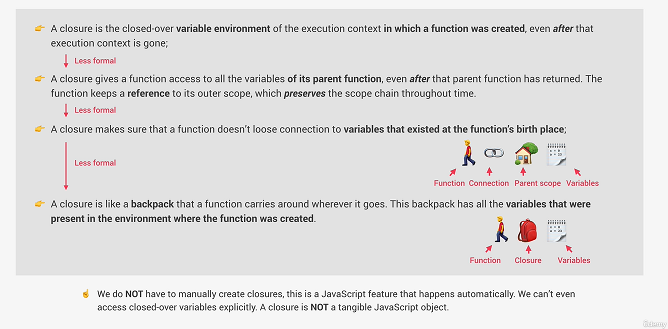 👉 A closure is the closed-over variable environment of the execution context in which a function was created, even after that
execution context is gone;
Less formal
👉 A closure gives a function access to all the variables of its parent function, even after that parent function has returned. The
function keeps a reference to its outer scope, which preserves the scope chain throughout time.
Less formal
👉 A closure makes sure that a function doesn't loose connection to variables that existed at the function's birth place;
Less formal
Function Connection Parent scope Variables
👉 A closure is like a backpack that a function carries around wherever it goes. This backpack has all the variables that were
present in the environment where the function was created.
Function Closure Variables
☝️ We do NOT have to manually create closures, this is a JavaScript feature that happens automatically. We can't even
access closed-over variables explicitly. A closure is NOT a tangible JavaScript object.
Udemy